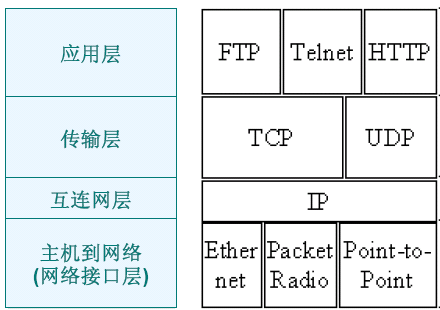 应用层
FTP Telnet HTTP
传输层
TCP UDP
互连网层
IP
主机到网络
(网络接口层)
Ether
net
Packet
Radio
Point-to-
Point